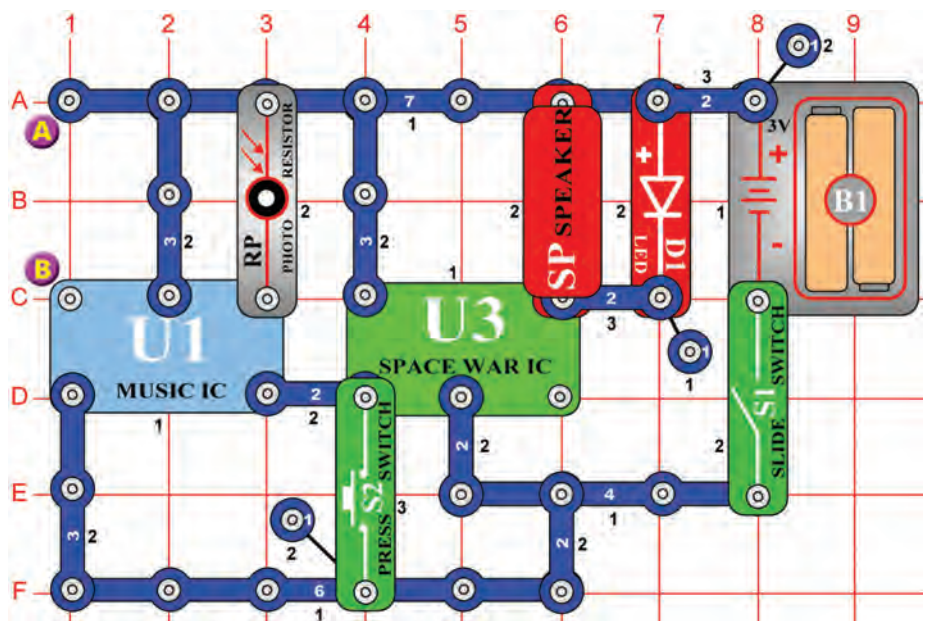 1 2 3 4 5 6 7 8 9
1 2
A
7
1
3
2
A
3V
+
RESISTOR
PHOTO
RP
2
B
3 2
3 2
2
SP SPEAKER
2
+
D1
LED
1
B1
-
B
C
1
2
3
U1
MUSIC IC
1
U3
SPACE WAR IC
1
1
D
2
2
2 2
S1
SLIDE SWITCH
2
S2
PRESS SWITCH
3
E
4
1
1
2
3 2
2 2
F
6
1